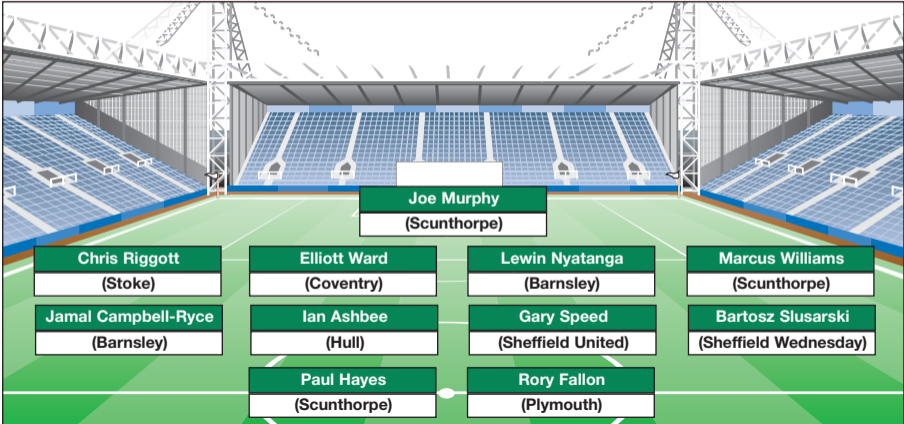 Joe Murphy
(Scunthorpe)
Chris Riggott
(Stoke)
Elliott Ward
(Coventry)
Lewin Nyatanga
(Barnsley)
Marcus Williams
(Scunthorpe)
Jamal Campbell-Ryce
(Barnsley)
Ian Ashbee
(Hull)
Gary Speed
(Sheffield United)
Bartosz Slusarski
(Sheffield Wednesday)
Paul Hayes
(Scunthorpe)
Rory Fallon
(Plymouth)